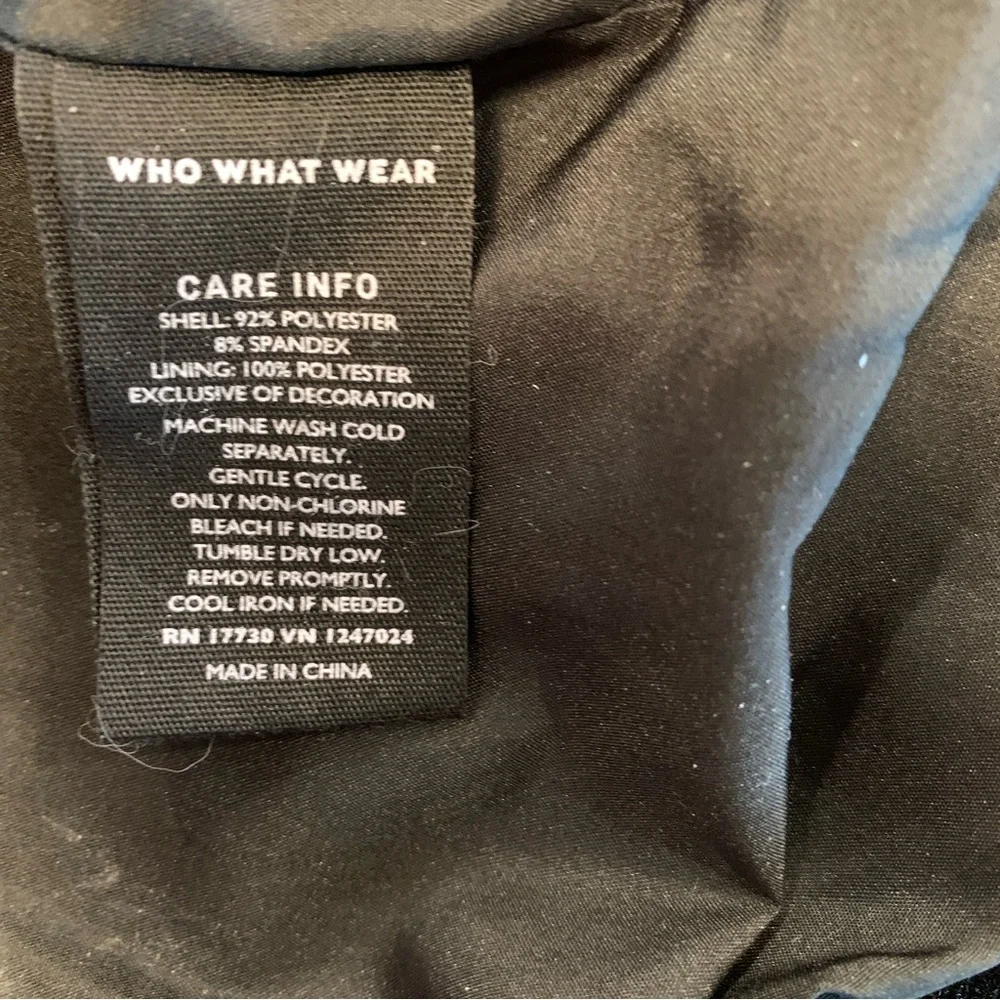 WHO WHAT WEAR
CARE INFO
SHELL: 92% POLYESTER
8% SPANDEX
LINING: 100% POLYESTER
EXCLUSIVE OF DECORATION
MACHINE WASH COLD
SEPARATELY.
GENTLE CYCLE.
ONLY NON-CHLORINE
BLEACH IF NEEDED.
TUMBLE DRY LOW.
REMOVE PROMPTLY.
COOL IRON IF NEEDED.
RN 17730 VN 1247024
MADE IN CHINA